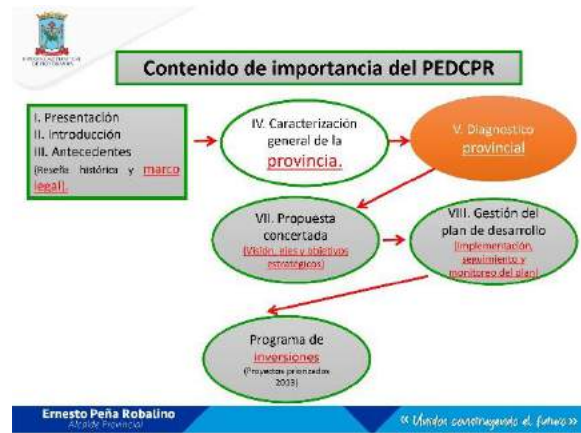 Contenido de importancia del PEDCPR
I. Presentación
II. Introducción
III. Antecedentes
(Reseña histórica y marco
legal).
IV. Caracterización
general de la
provincia.
V. Diagnostico
provincial
VII. Propuesta
concertada
(Visión, ejes y objetivos
estratégicos)
VIII. Gestión del
plan de desarrollo
(Implementación,
seguimiento y
monitoreo del plan)
Programa de
inversiones
(Proyectos priorizados
Ernesto Peña Robalino
Alcalde Provincial
<< Unidos construyendo el futuro >>